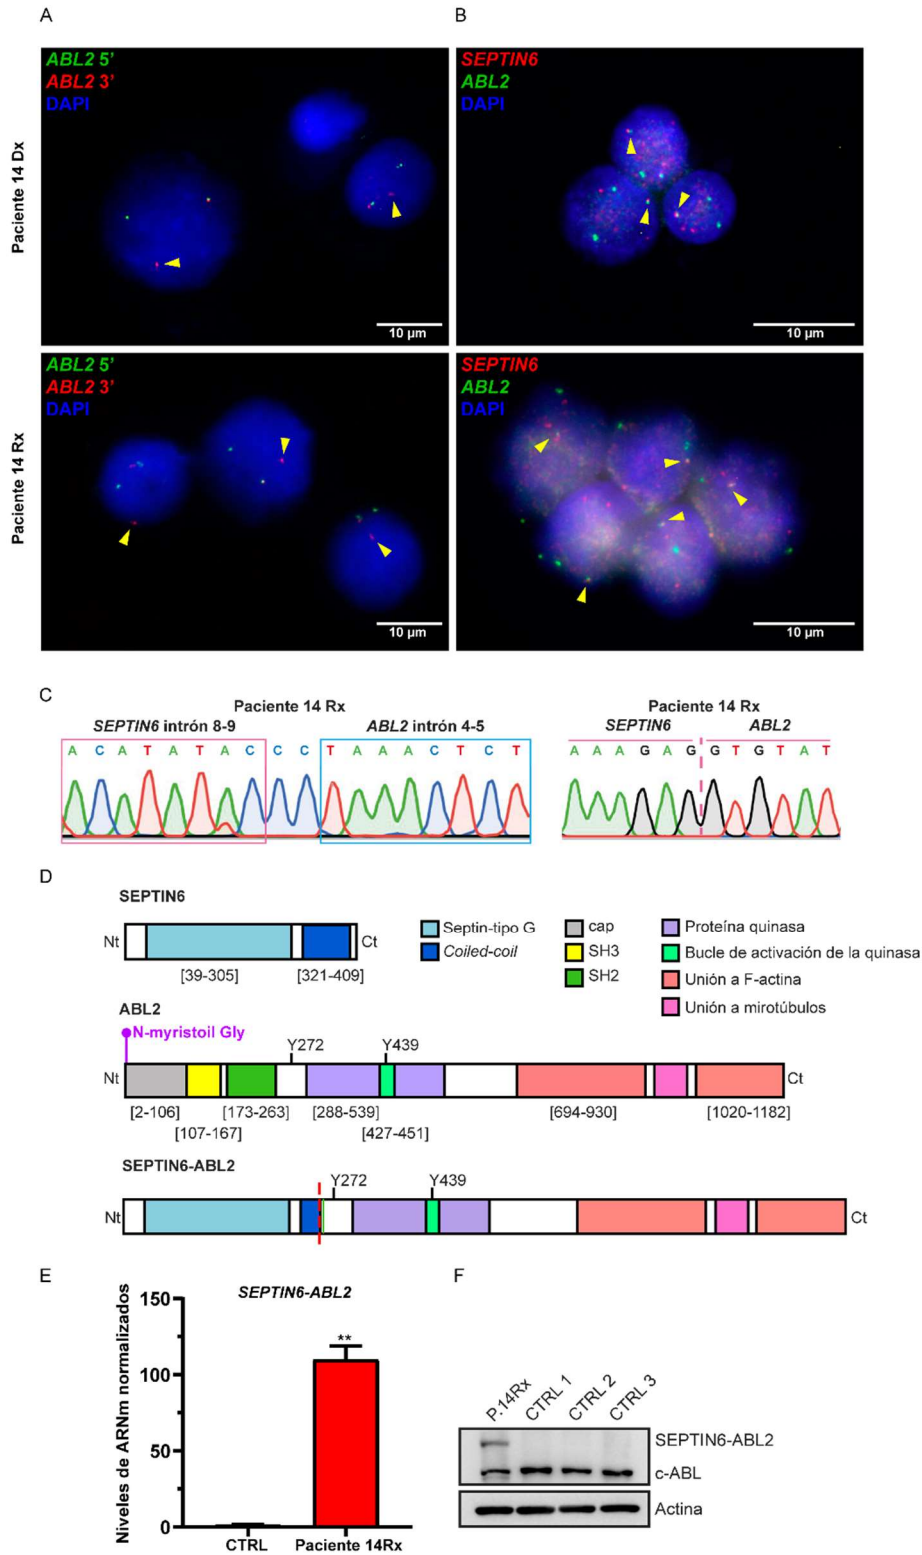 A
B
ABL2 5'
ABL2 3'
DAPI
SEPTIN6
ABL2
Paciente 14 Dx
10 µm
10 µm
ABL2 5'
ABL2 3'
DAPI
SEPTIN6
ABL2
DAPI
Paciente 14 Rx
10 µm
10 µm
C
Paciente 14 Rx
SEPTIN6 intrón 8-9
ABL2 intrón 4-5
A C A T A T A C C C T A A A C T C T
Paciente 14 Rx
SEPTIN6
ABL2
A A A G A G G T G T A T
D
SEPTIN6
Nt
Ct
[39-305]
[321-409]
Septin-tipo G
Coiled-coil
cap
SH3
SH2
Proteína quinasa
Bucle de activación de la quinasa
Unión a F-actina
Unión a mirotúbulos
ABL2
N-myristoil Gly
Y272
Y439
Nt
Ct
[2-106]
[173-263]
[288-539]
[694-930]
[1020-1182]
[107-167]
[427-451]
SEPTIN6-ABL2
Y272
Y439
Nt
Ct
E
SEPTIN6-ABL2
Niveles de ARNm normalizados
150
100
50
0
**
CTRL
Paciente 14Rx
F
P.14Rx
CTRL 1
CTRL 2
CTRL 3
SEPTIN6-ABL2
c-ABL
Actina